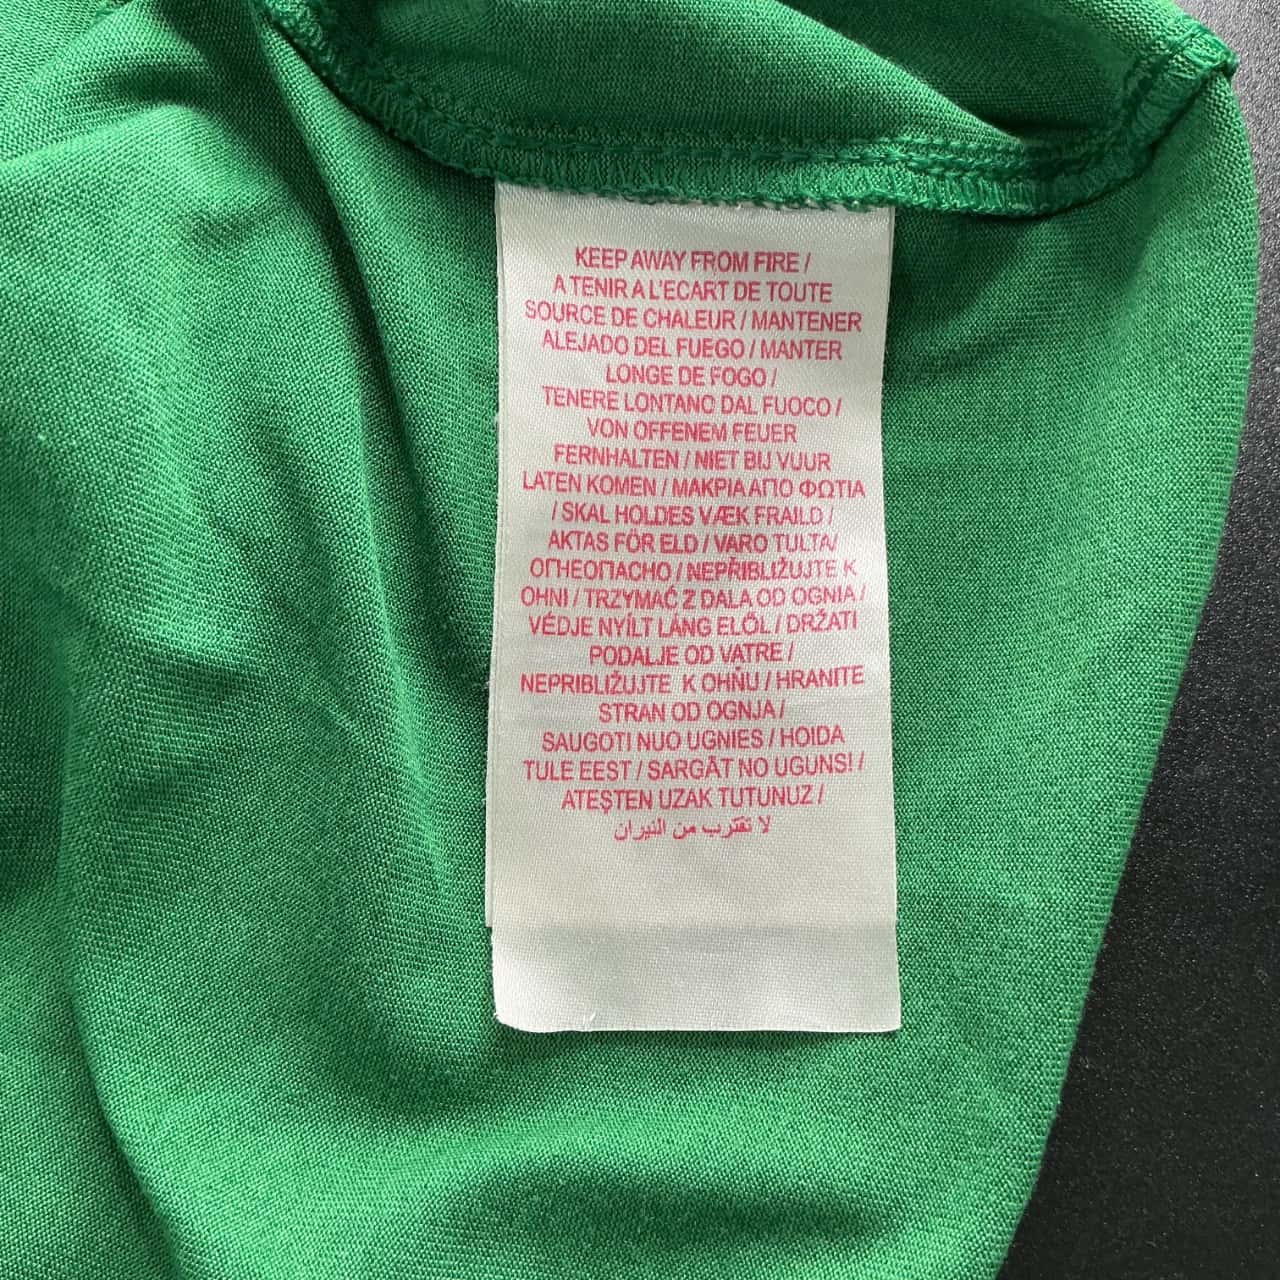 KEEP AWAY FROM FIRE /
A TENIR A L'ECART DE TOUTE
SOURCE DE CHALEUR / MANTENER
ALEJADO DEL FUEGO / MANTER
LONGE DE FOGO /
TENERE LONTANO DAL FUOCO /
VON OFFENEM FEUER
FERNHALTEN / NIET BIJ VUUR
LATEN KOMEN / ΜΑΚΡΙΑ ΑΠΟ ΦΩΤΙΑ
/ SKAL HOLDES VÆK FRAILD /
AKTAS FÖR ELD / VARO TULTA/
ОГНЕОПАСНО / NEPŘIBLIŽUJTE K
OHNI / TRZYMAĆ Z DALA OD OGNIA /
VÉDJE NYÍLT LÁNG ELŐL / DRŽATI
PODALJE OD VATRE /
NEPRIBLIŽUJTE K OHŇU / HRANITE
STRAN OD OGNJA /
SAUGOTI NUO UGNIES / HOIDA
TULE EEST / SARGĀT NO UGUNS! /
ATEŞTEN UZAK TUTUNUZ /
لا تقترب من النيران